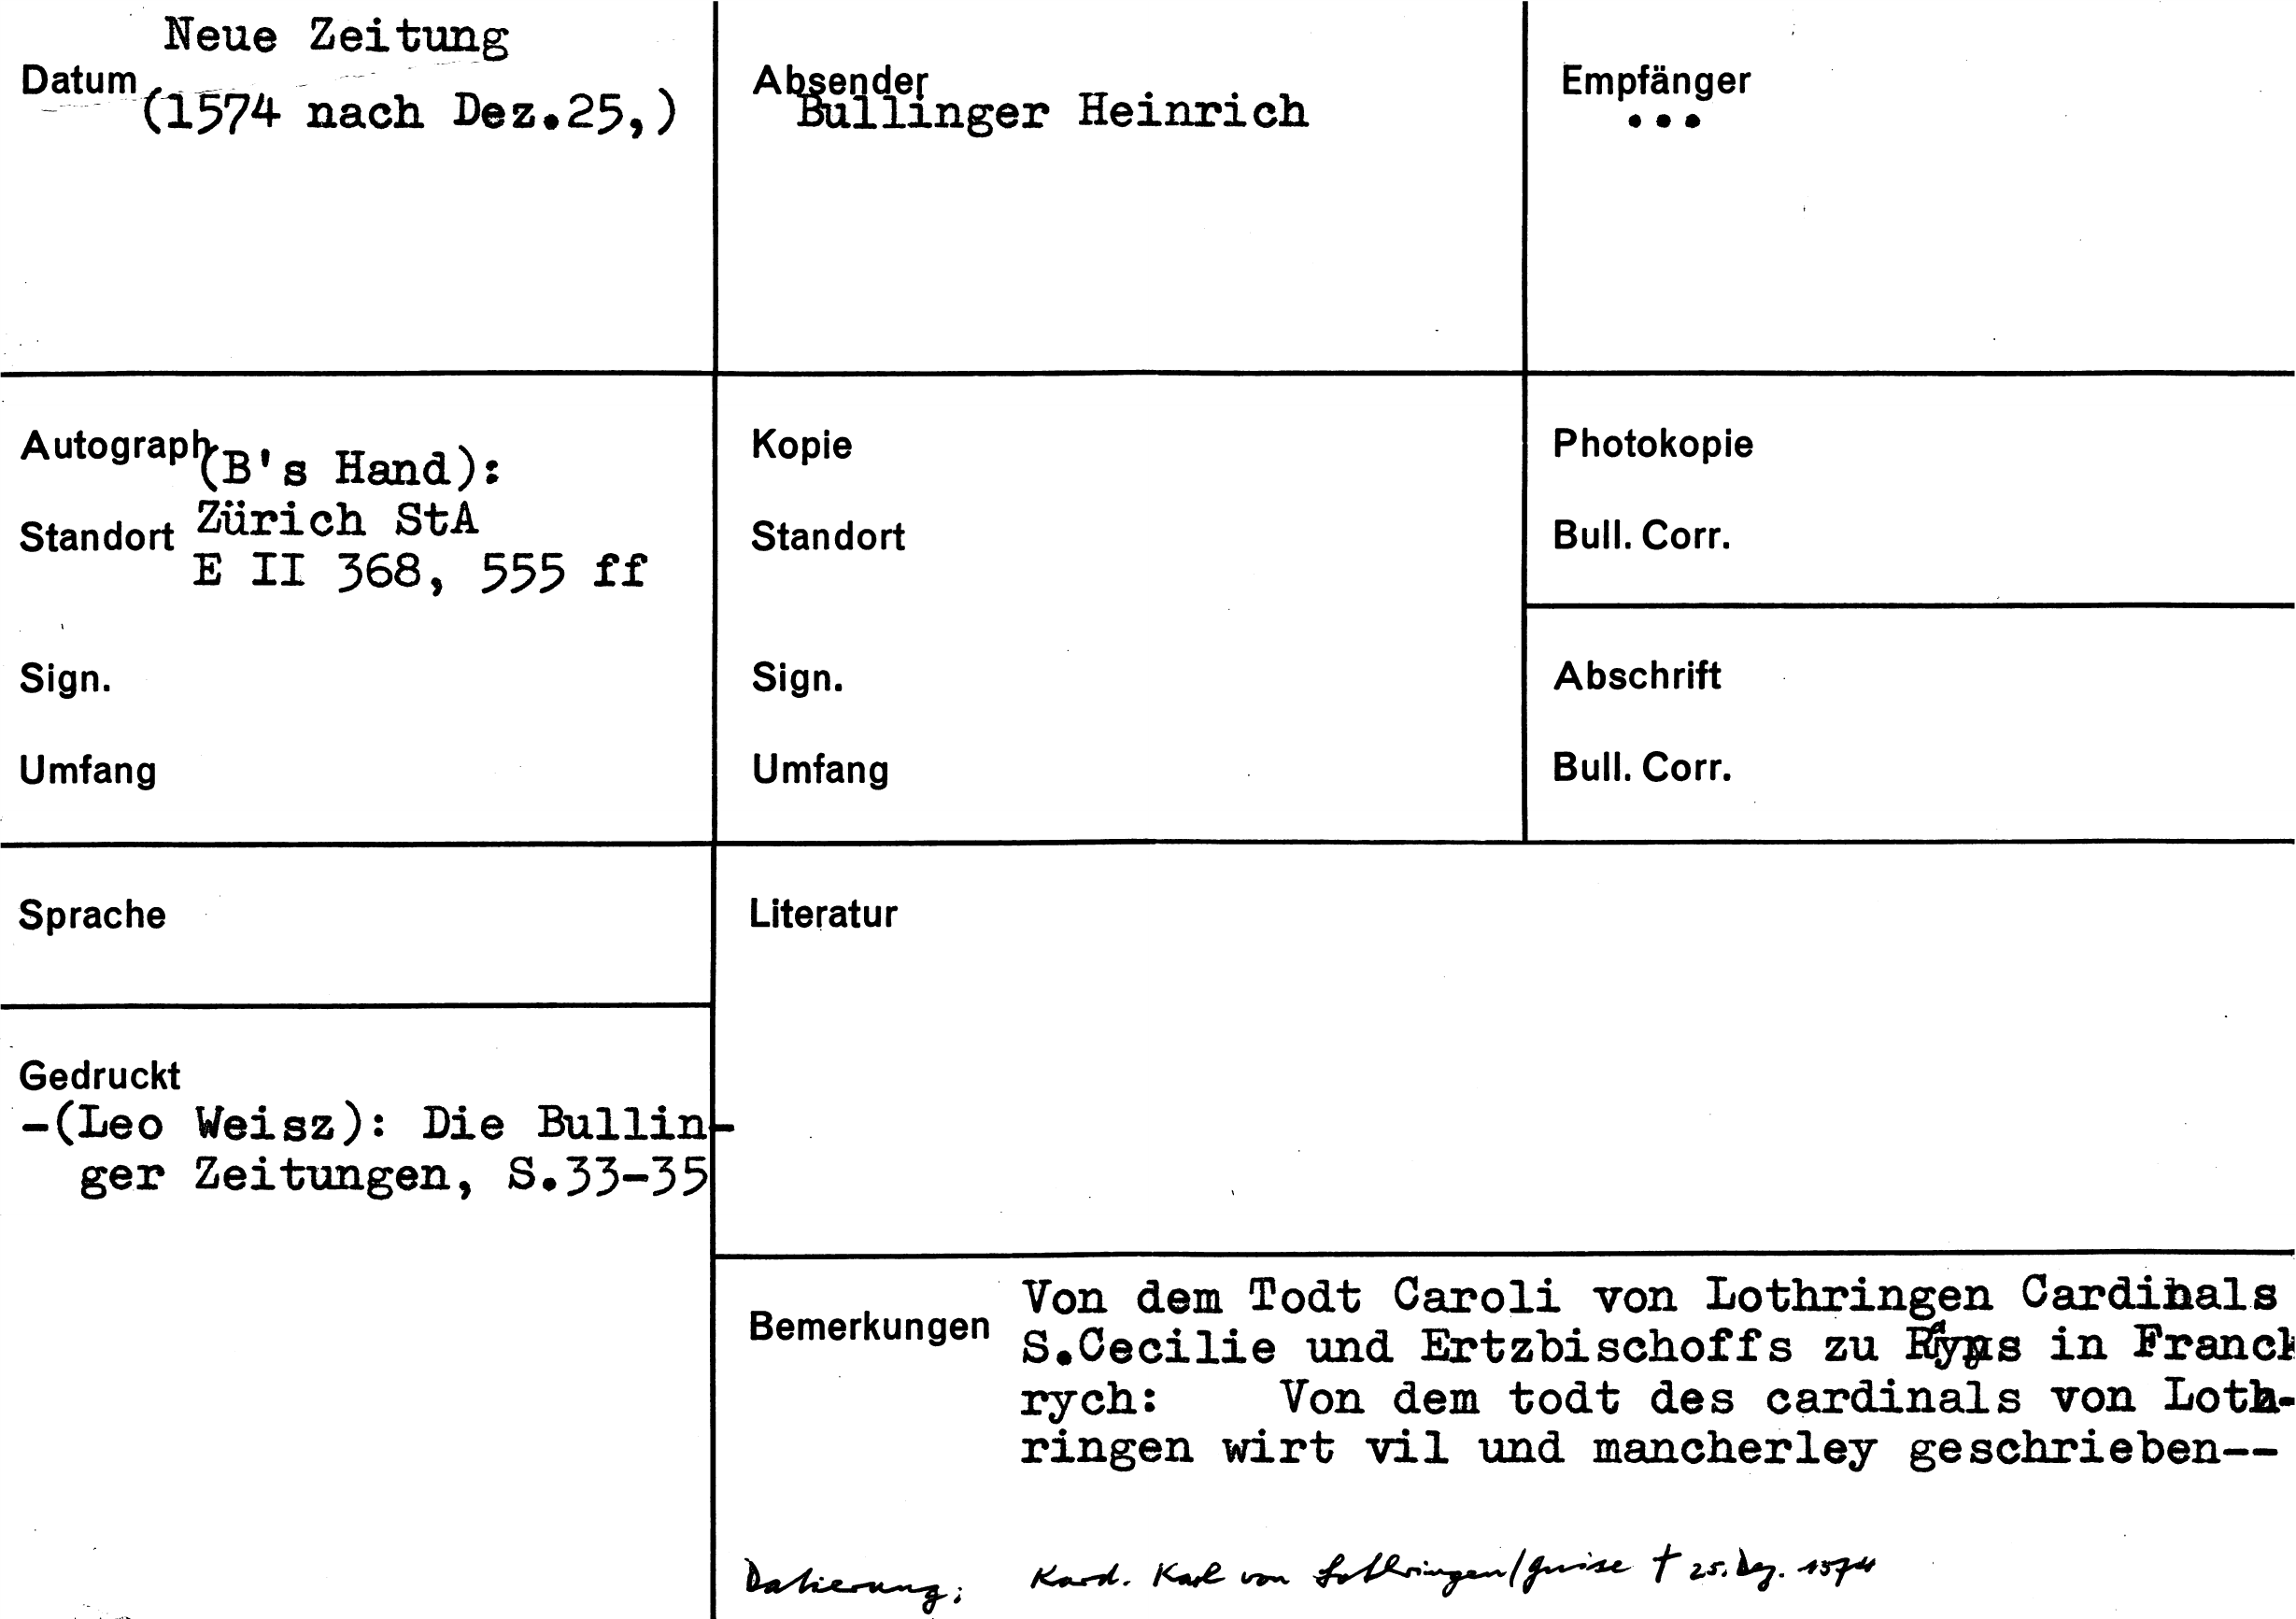 Neue Zeitung
Datum
(1574 nach Dez.25,)
Absender
Bullinger Heinrich
Empfänger
...
Autograph
(B's Hand):
Standort
Zürich StA
E II 368, 555 ff
Sign.
Umfang
Kopie
Standort
Sign.
Umfang
Photokopie
Bull. Corr.
Abschrift
Bull. Corr.
Sprache
Literatur
Gedruckt
-(Leo Weisz): Die Bullin-
ger Zeitungen, S.33-35
Bemerkungen
Von dem Todt Caroli von Lothringen Cardinals
S.Cecilie und Ertzbischoffs zu in Franck
rych: Von dem todt des cardinals von Loth-
ringen wirt vil und mancherley geschrieben--
Datierung: Kard. Karl von Lothringen/Guise † 25. Dez. 1574